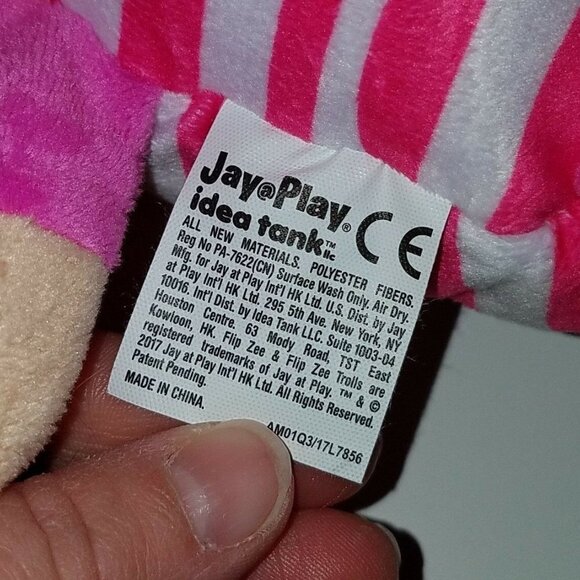 Jay@Play®
idea tank™ llc
CE
ALL NEW MATERIALS. POLYESTER FIBERS.
Reg No PA-7622(CN) Surface Wash Only. Air Dry.
Mfg. for Jay at Play Int'l HK Ltd. U.S. Dist. by Jay
at Play Int'l HK Ltd. 295 5th Ave. New York, NY
10016. Int'l Dist. by Idea Tank LLC. Suite 1003-04
Houston Centre. 63 Mody Road, TST East
Kowloon, HK. Flip Zee & Flip Zee Trolls are
registered trademarks of Jay at Play. ™ & ©
2017 Jay at Play Int'l HK Ltd. All Rights Reserved.
Patent Pending.
MADE IN CHINA.
AM01Q3/17L7856